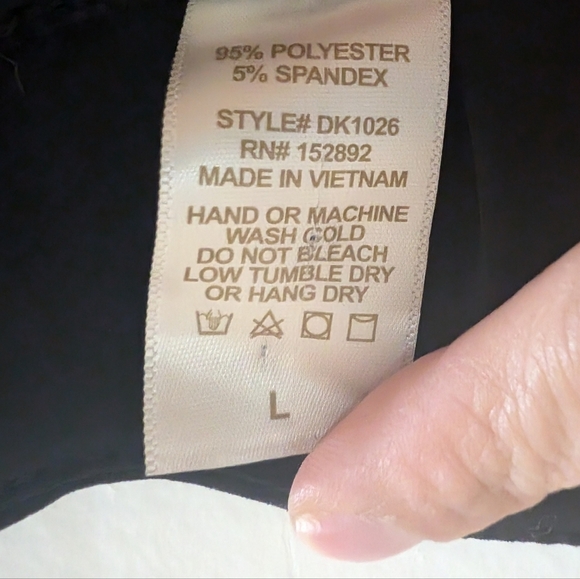 95% POLYESTER
5% SPANDEX
STYLE# DK1026
RN# 152892
MADE IN VIETNAM
HAND OR MACHINE
WASH COLD
DO NOT BLEACH
LOW TUMBLE DRY
OR HANG DRY
L